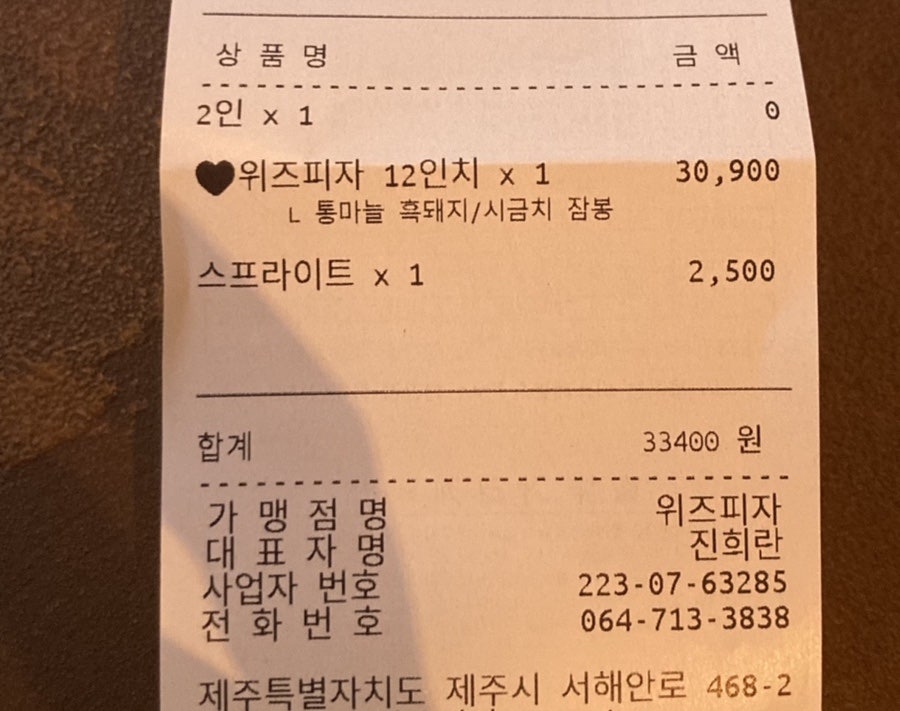 상 품 명 금 액
2인 x 1 0
♥위즈피자 12인치 x 1 30,900
L 통마늘 흑돼지/시금치 잠봉
스프라이트 x 1 2,500
합계 33400 원
가 맹 점 명 위즈피자
대 표 자 명 진희란
사업자 번호 223-07-63285
전 화 번 호 064-713-3838
제주특별자치도 제주시 서해안로 468-2